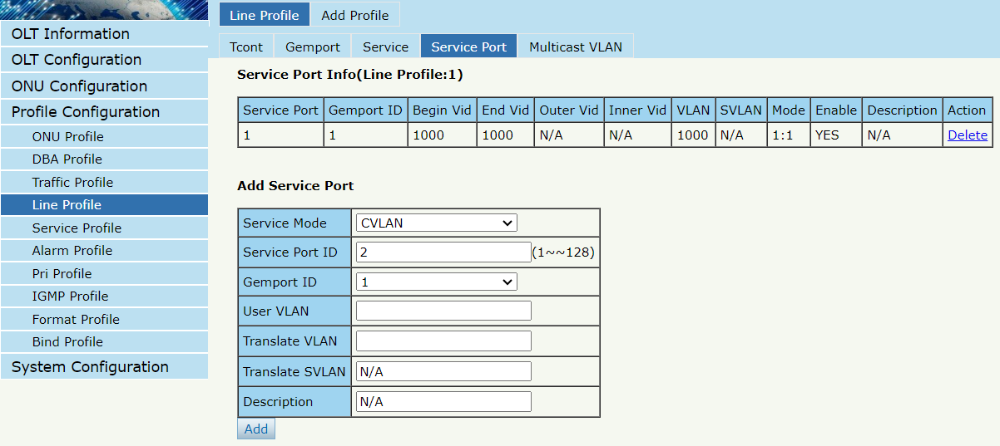 Line Profile Add Profile
OLT Information
OLT Configuration
ONU Configuration
Profile Configuration
ONU Profile
DBA Profile
Traffic Profile
Line Profile
Service Profile
Alarm Profile
Pri Profile
IGMP Profile
Format Profile
Bind Profile
System Configuration
Tcont Gemport Service Service Port Multicast VLAN
Service Port Info(Line Profile:1)
Service Port Gemport ID Begin Vid End Vid Outer Vid Inner Vid VLAN SVLAN Mode Enable Description Action
1 1 1000 1000 N/A N/A 1000 N/A 1:1 YES N/A Delete
Add Service Port
Service Mode CVLAN
Service Port ID 2 (1~~128)
Gemport ID 1
User VLAN
Translate VLAN
Translate SVLAN N/A
Description N/A
Add